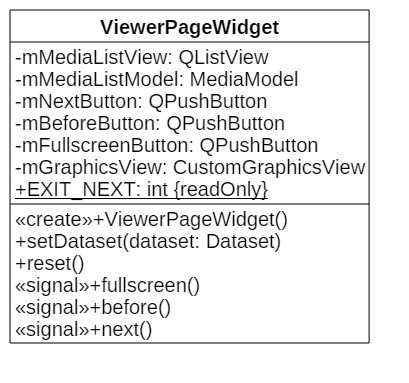 ViewerPageWidget
-mMediaListView: QListView
-mMediaListModel: MediaModel
-mNextButton: QPushButton
-mBeforeButton: QPushButton
-mFullscreenButton: QPushButton
-mGraphicsView: CustomGraphicsView
+EXIT_NEXT: int {readOnly}
«create»+ViewerPageWidget()
+setDataset(dataset: Dataset)
+reset()
«signal»+fullscreen()
«signal»+before()
«signal»+next()